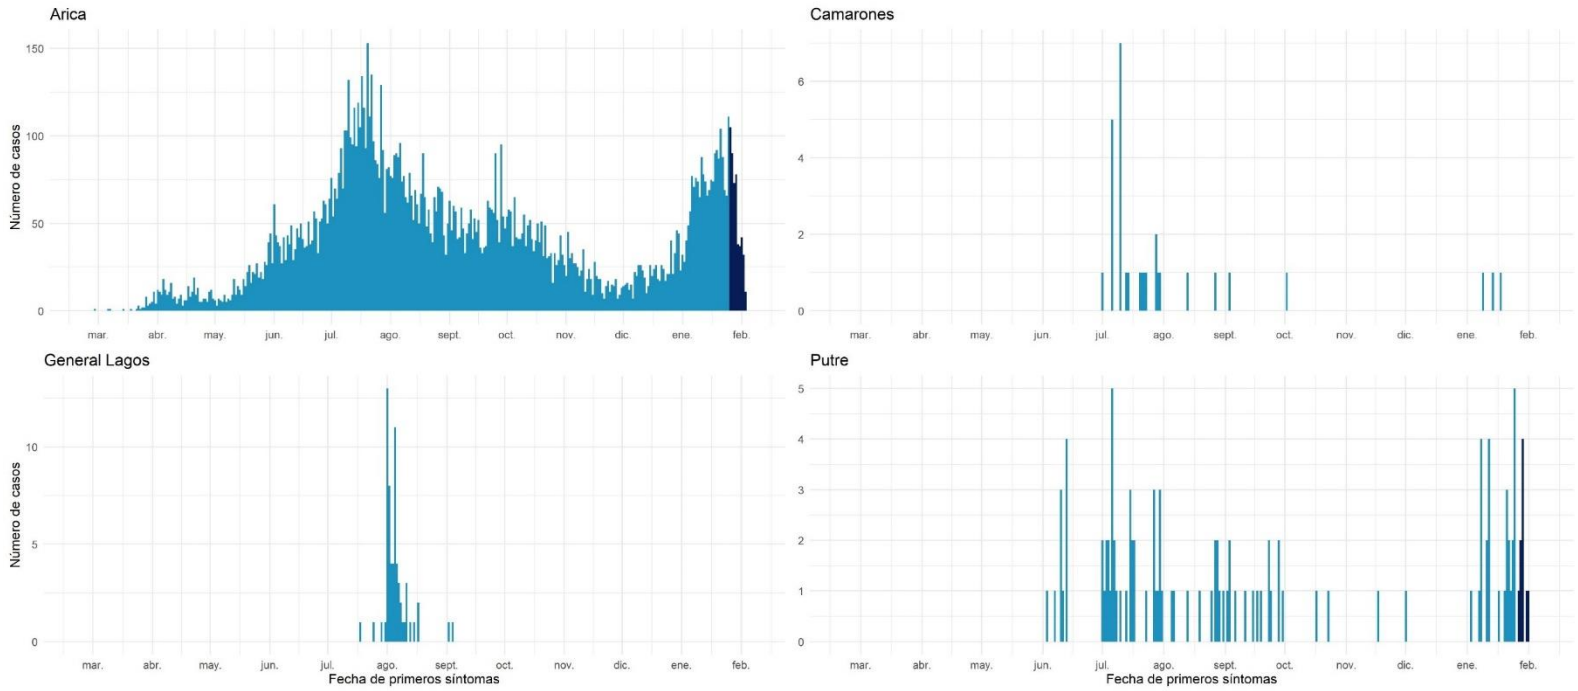 Arica
Número de casos
150
100
50
0
mar. abr. may. jun. jul. ago. sept. oct. nov. dic. ene. feb.
Camarones
6
4
2
0
mar. abr. may. jun. jul. ago. sept. oct. nov. dic. ene. feb.
General Lagos
Número de casos
10
5
0
mar. abr. may. jun. jul. ago. sept. oct. nov. dic. ene. feb.
Fecha de primeros síntomas
Putre
5
4
3
2
1
0
mar. abr. may. jun. jul. ago. sept. oct. nov. dic. ene. feb.
Fecha de primeros síntomas